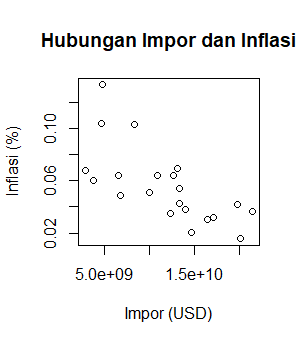 Hubungan Impor dan Inflasi
Inflasi (%)
0.10
0.06
0.02
5.0e+09
1.5e+10
Impor (USD)